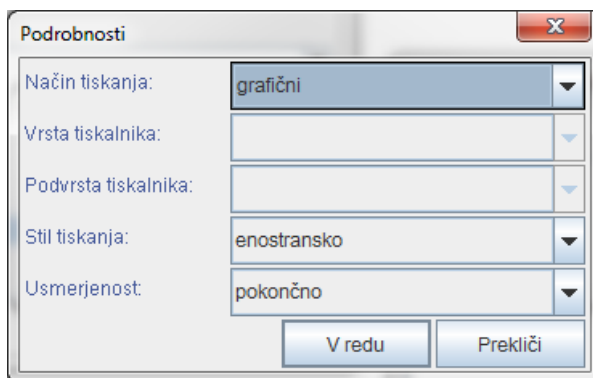 Podrobnosti
Način tiskanja: grafični
Vrsta tiskalnika:
Podvrsta tiskalnika:
Stil tiskanja: enostransko
Usmerjenost: pokončno
V redu Prekliči